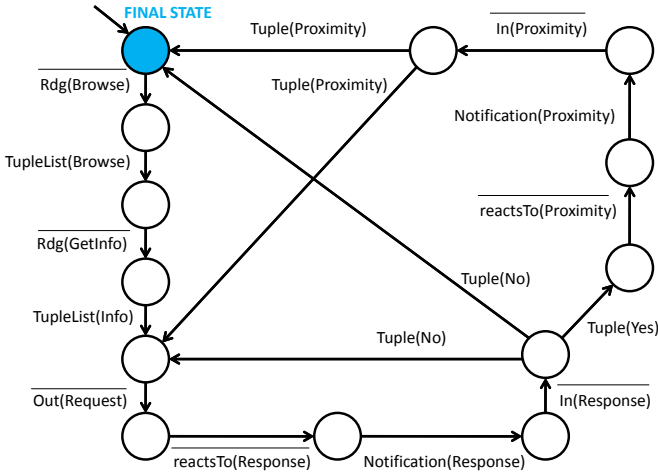 FINAL STATE
Tuple(Proximity)
In(Proximity)
Rdg(Browse)
Tuple(Proximity)
Notification(Proximity)
TupleList(Browse)
reactsTo(Proximity)
Rdg(GetInfo)
Tuple(No)
TupleList(Info)
Tuple(No)
Tuple(Yes)
Out(Request)
In(Response)
reactsTo(Response)
Notification(Response)